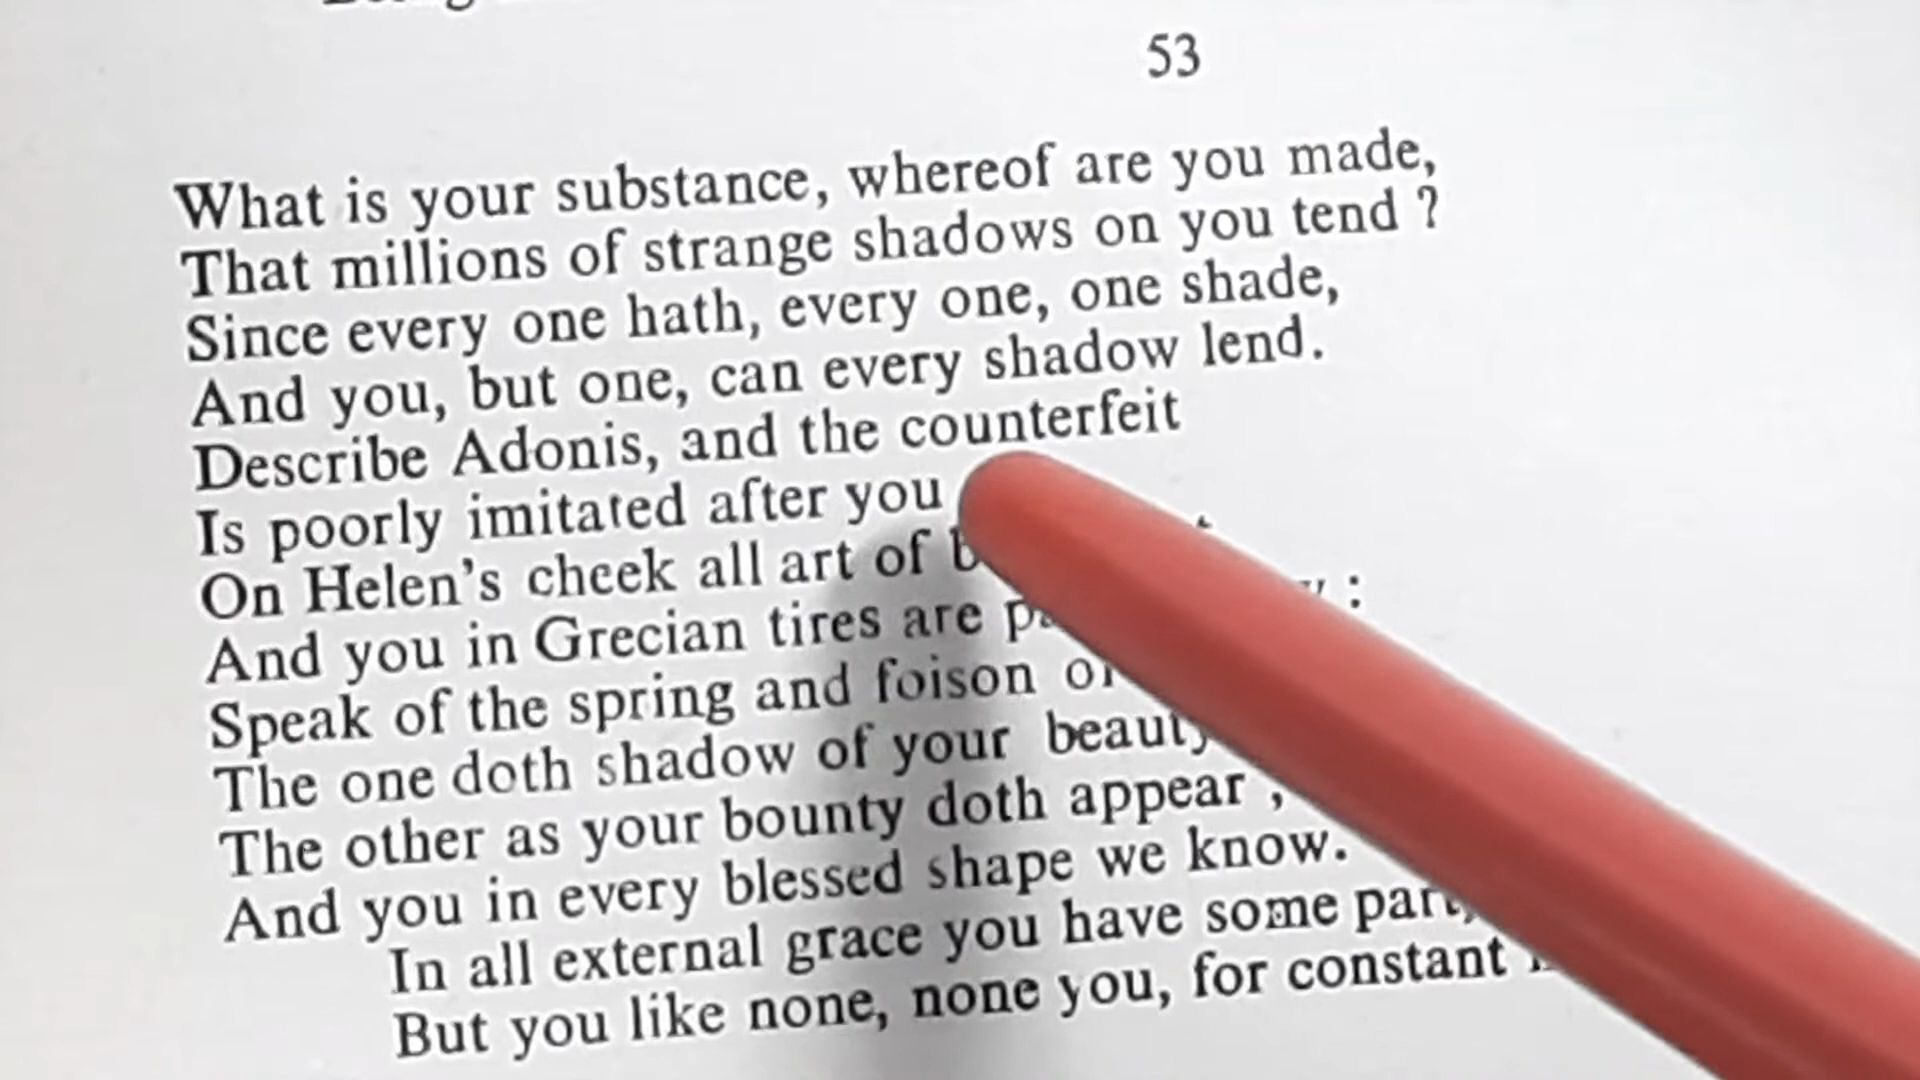 53
What is your substance, whereof are you made,
That millions of strange shadows on you tend ?
Since every one hath, every one, one shade,
And you, but one, can every shadow lend.
Describe Adonis, and the counterfeit
Is poorly imitated after you
On Helen's cheek all art of
And you in Grecian tires are
Speak of the spring and foison
The one doth shadow of your beauty
The other as your bounty doth appear ,
And you in every blessed shape we know.
In all external grace you have some part,
But you like none, none you, for constant